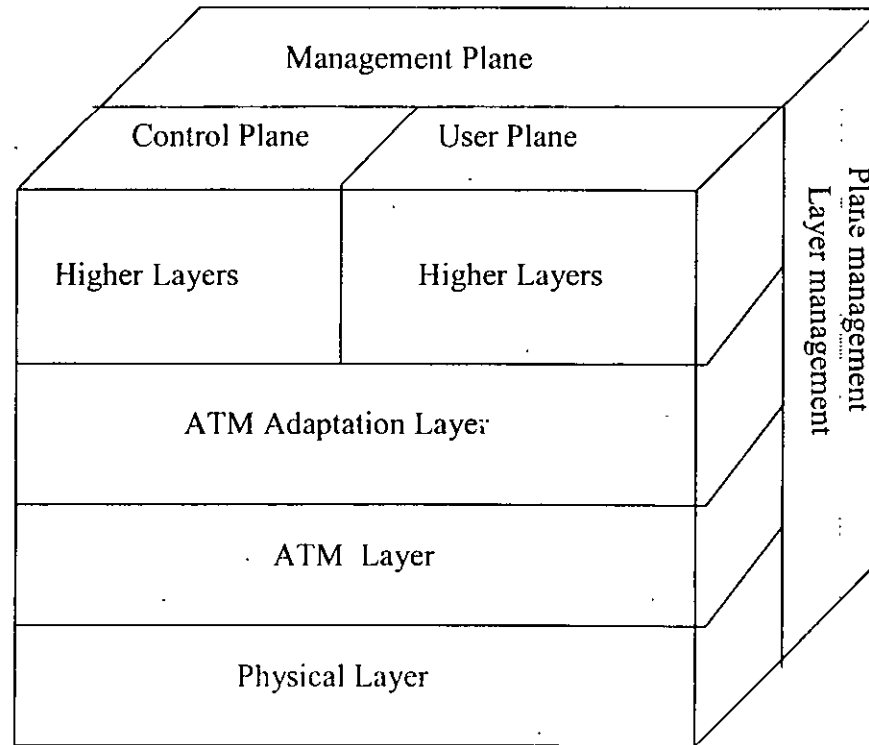 Management Plane
Control Plane
User Plane
Higher Layers
Higher Layers
ATM Adaptation Layer
ATM Layer
Physical Layer
Plane management
Layer management